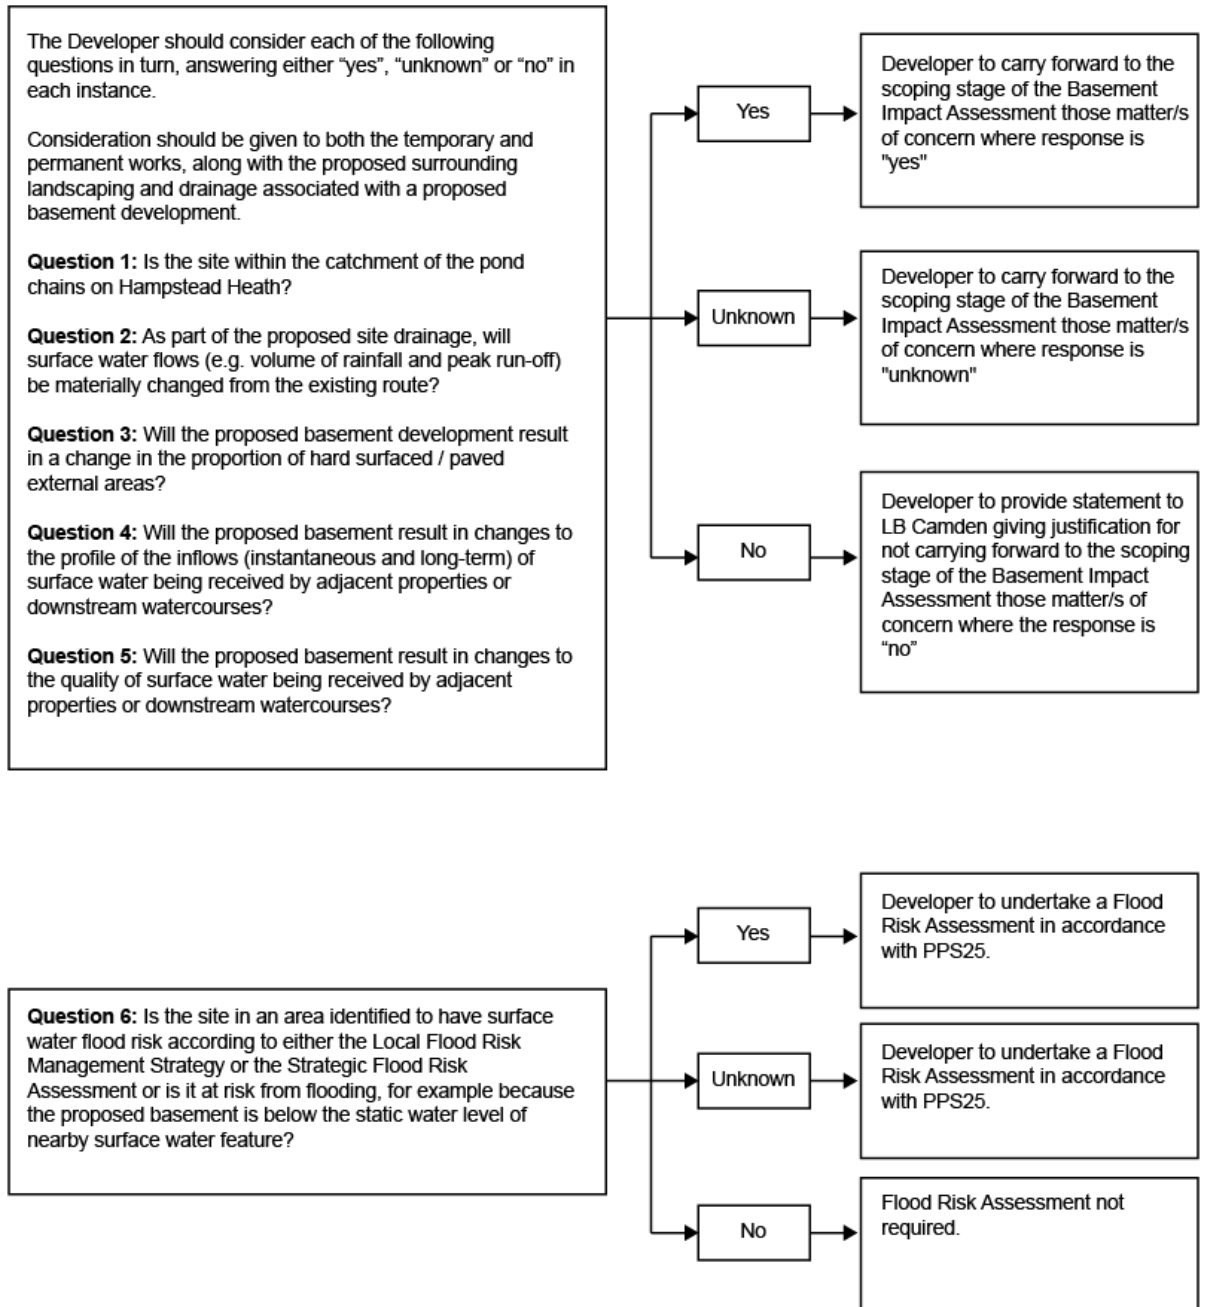 The Developer should consider each of the following
questions in turn, answering either “yes”, “unknown” or “no” in
each instance.
Consideration should be given to both the temporary and
permanent works, along with the proposed surrounding
landscaping and drainage associated with a proposed
basement development.
Question 1: Is the site within the catchment of the pond
chains on Hampstead Heath?
Question 2: As part of the proposed site drainage, will
surface water flows (e.g. volume of rainfall and peak run-off)
be materially changed from the existing route?
Question 3: Will the proposed basement development result
in a change in the proportion of hard surfaced / paved
external areas?
Question 4: Will the proposed basement result in changes to
the profile of the inflows (instantaneous and long-term) of
surface water being received by adjacent properties or
downstream watercourses?
Question 5: Will the proposed basement result in changes to
the quality of surface water being received by adjacent
properties or downstream watercourses?
Yes
Developer to carry forward to the
scoping stage of the Basement
Impact Assessment those matter/s
of concern where response is
"yes"
Unknown
Developer to carry forward to the
scoping stage of the Basement
Impact Assessment those matter/s
of concern where response is
"unknown"
No
Developer to provide statement to
LB Camden giving justification for
not carrying forward to the scoping
stage of the Basement Impact
Assessment those matter/s of
concern where the response is
“no”
Question 6: Is the site in an area identified to have surface
water flood risk according to either the Local Flood Risk
Management Strategy or the Strategic Flood Risk
Assessment or is it at risk from flooding, for example because
the proposed basement is below the static water level of
nearby surface water feature?
Yes
Developer to undertake a Flood
Risk Assessment in accordance
with PPS25.
Unknown
Developer to undertake a Flood
Risk Assessment in accordance
with PPS25.
No
Flood Risk Assessment not
required.